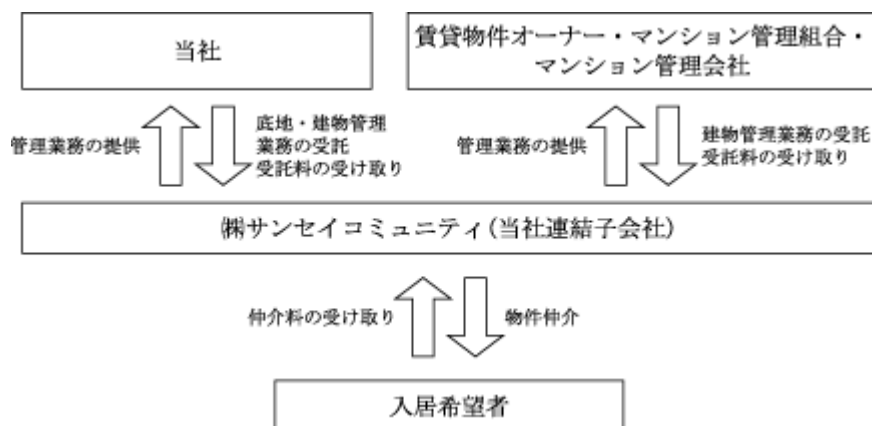 当社
賃貸物件オーナー・マンション管理組合・
マンション管理会社
管理業務の提供
底地・建物管理
業務の受託
受託料の受け取り
管理業務の提供
建物管理業務の受託
受託料の受け取り
㈱サンセイコミュニティ(当社連結子会社)
仲介料の受け取り
物件仲介
入居希望者